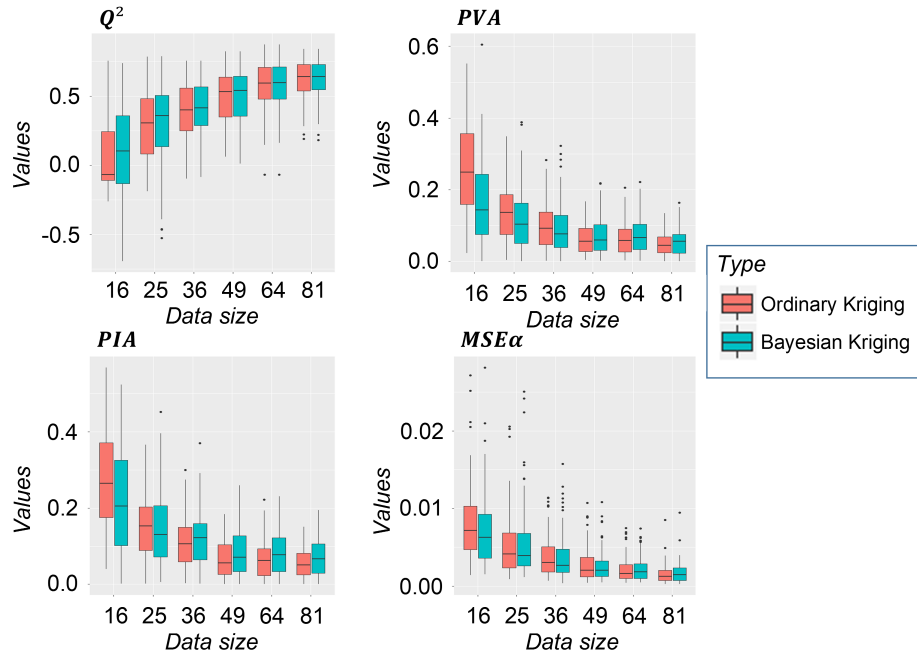 Q²
PVA
Values
0.5
0.0
-0.5
16 25 36 49 64 81
Data size
Values
0.6
0.4
0.2
0.0
16 25 36 49 64 81
Data size
Type
Ordinary Kriging
Bayesian Kriging
PIA
MSEα
Values
0.4
0.2
0.0
16 25 36 49 64 81
Data size
Values
0.02
0.01
0.00
16 25 36 49 64 81
Data size